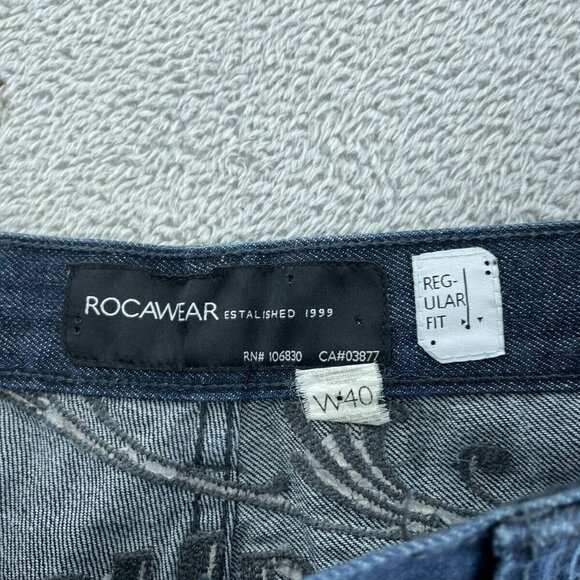 ROCAWEAR ESTALISHED 1999
RN# 106830 CA#03877
REG-
ULAR
FIT
W40